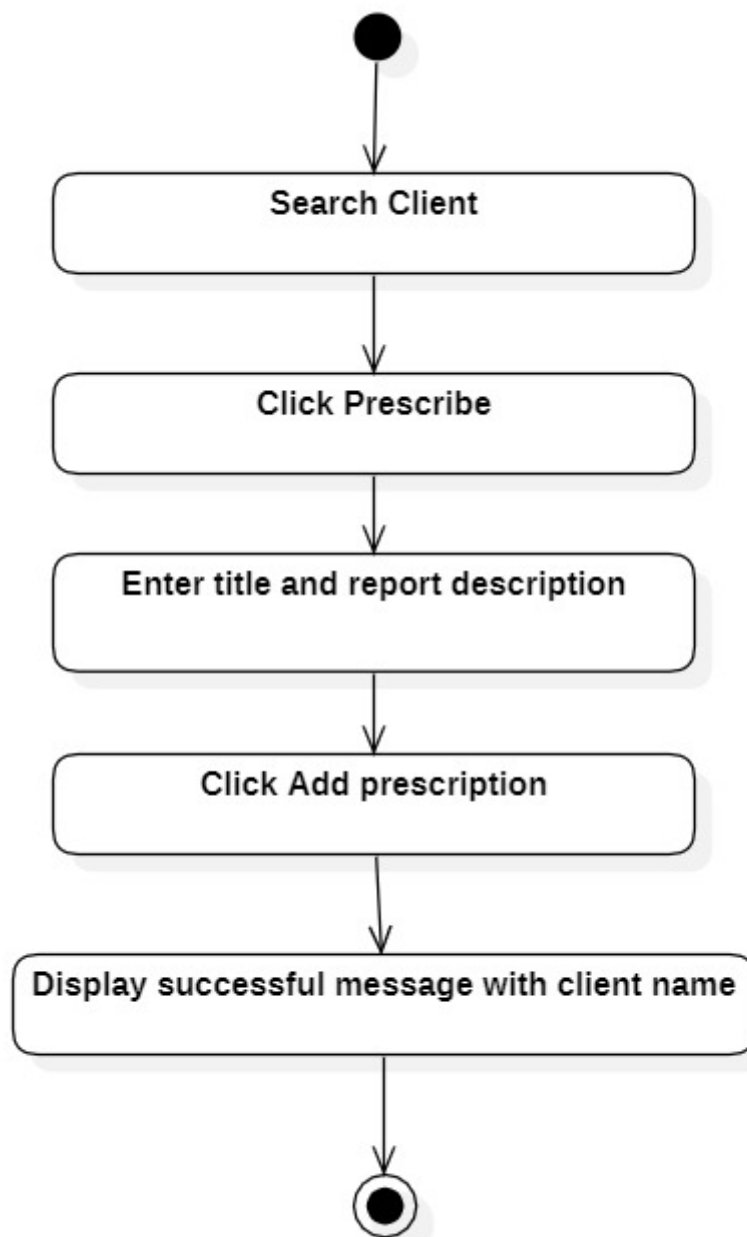 Search Client
Click Prescribe
Enter title and report description
Click Add prescription
Display successful message with client name